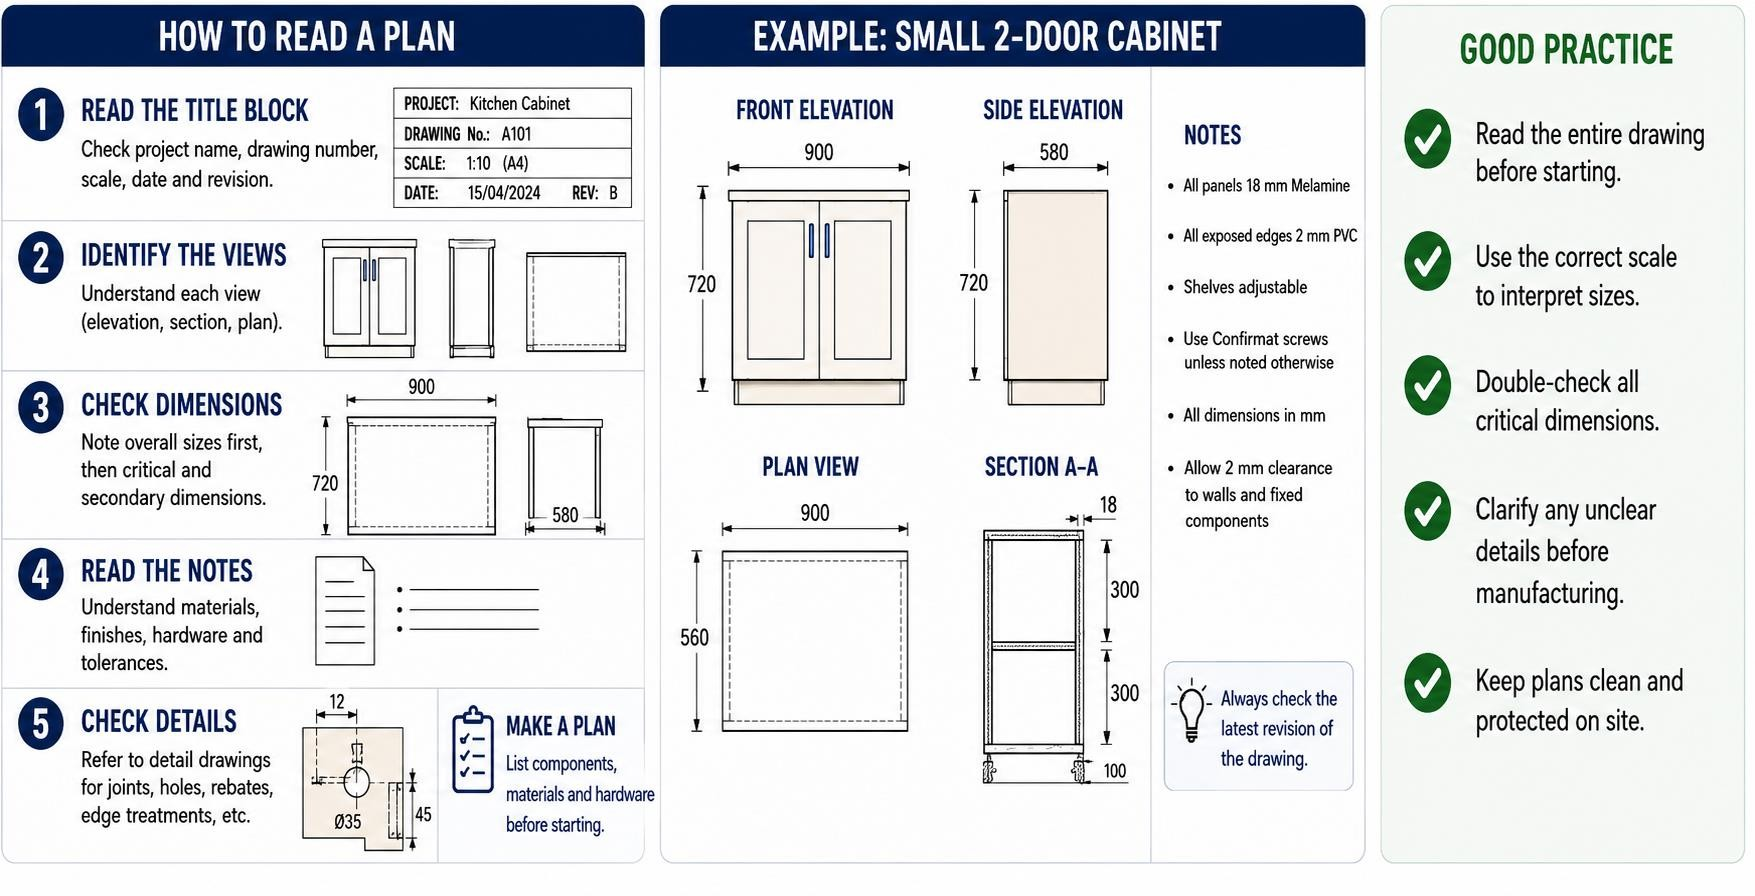 HOW TO READ A PLAN
1
READ THE TITLE BLOCK
Check project name, drawing number,
scale, date and revision.
PROJECT: Kitchen Cabinet
DRAWING No.: A101
SCALE: 1:10 (A4)
DATE: 15/04/2024 REV: B
2
IDENTIFY THE VIEWS
Understand each view
(elevation, section, plan).
3
CHECK DIMENSIONS
Note overall sizes first,
then critical and
secondary dimensions.
900
720
580
4
READ THE NOTES
Understand materials,
finishes, hardware and
tolerances.
5
CHECK DETAILS
Refer to detail drawings
for joints, holes, rebates,
edge treatments, etc.
12
Ø35
45
MAKE A PLAN
List components,
materials and hardware
before starting.
EXAMPLE: SMALL 2-DOOR CABINET
FRONT ELEVATION
900
720
SIDE ELEVATION
580
720
PLAN VIEW
900
560
SECTION A–A
18
300
300
100
NOTES
• All panels 18 mm Melamine
• All exposed edges 2 mm PVC
• Shelves adjustable
• Use Confirmat screws
unless noted otherwise
• All dimensions in mm
• Allow 2 mm clearance
to walls and fixed
components
Always check the
latest revision of
the drawing.
GOOD PRACTICE
Read the entire drawing
before starting.
Use the correct scale
to interpret sizes.
Double-check all
critical dimensions.
Clarify any unclear
details before
manufacturing.
Keep plans clean and
protected on site.